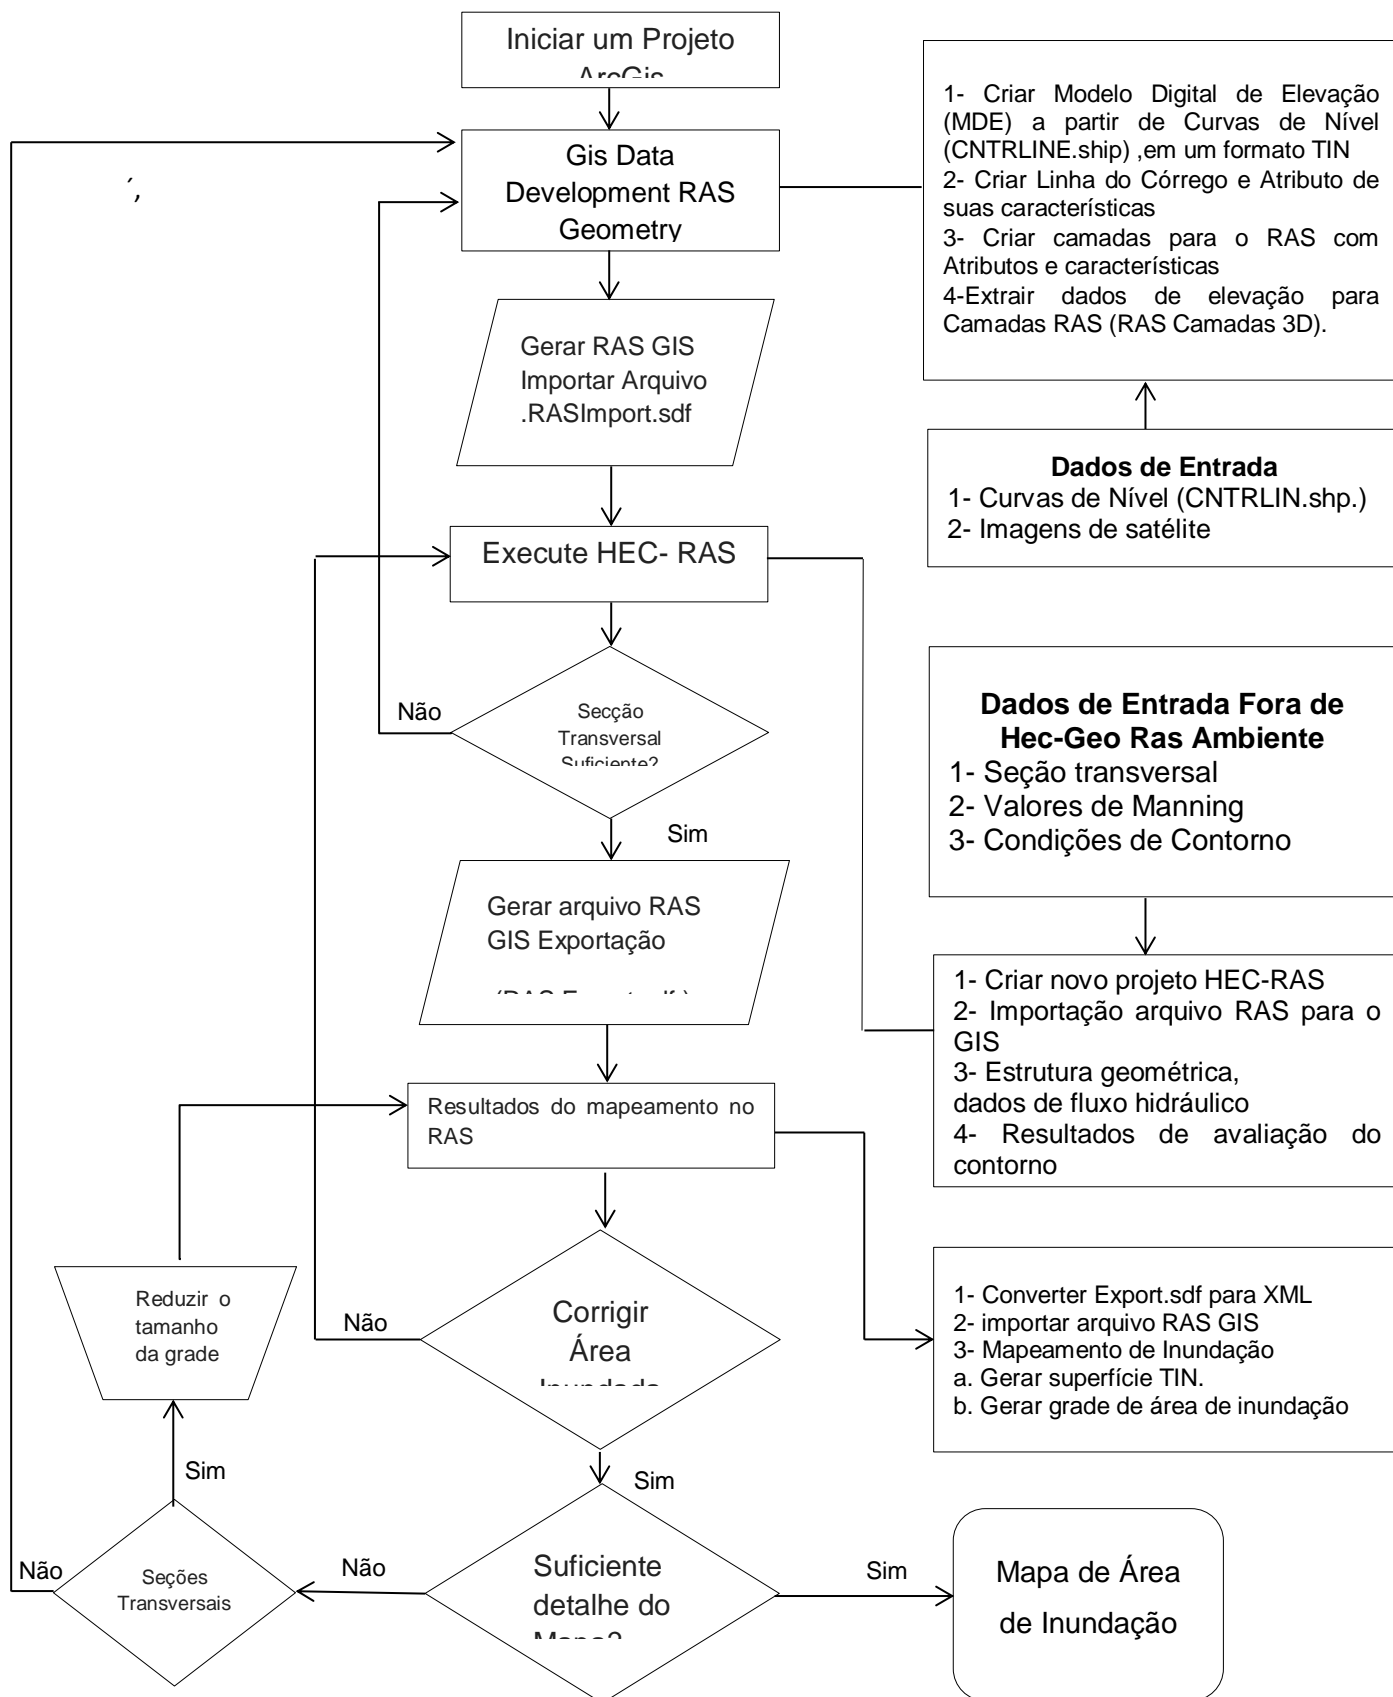 Iniciar um Projeto
ArcGis
Gis Data
Development RAS
Geometry
1- Criar Modelo Digital de Elevação
(MDE) a partir de Curvas de Nível
(CNTRLINE.ship) ,em um formato TIN
2- Criar Linha do Córrego e Atributo de
suas características
3- Criar camadas para o RAS com
Atributos e características
4-Extrair dados de elevação para
Camadas RAS (RAS Camadas 3D).
´,
Gerar RAS GIS
Importar Arquivo
.RASImport.sdf
Dados de Entrada
1- Curvas de Nível (CNTRLIN.shp.)
2- Imagens de satélite
Execute HEC- RAS
Não
Secção
Transversal
Suficiente?
Sim
Dados de Entrada Fora de
Hec-Geo Ras Ambiente
1- Seção transversal
2- Valores de Manning
3- Condições de Contorno
Gerar arquivo RAS
GIS Exportação
1- Criar novo projeto HEC-RAS
2- Importação arquivo RAS para o
GIS
3- Estrutura geométrica,
dados de fluxo hidráulico
4- Resultados de avaliação do
contorno
Resultados do mapeamento no
RAS
Reduzir o
tamanho
da grade
Não
Corrigir
Área
Inundada
1- Converter Export.sdf para XML
2- importar arquivo RAS GIS
3- Mapeamento de Inundação
a. Gerar superfície TIN.
b. Gerar grade de área de inundação
Sim
Sim
Não
Seções
Transversais
Não
Suficiente
detalhe do
Mapa?
Sim
Mapa de Área
de Inundação